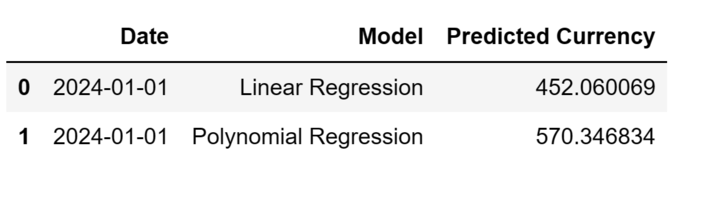 Date Model Predicted Currency
0 2024-01-01 Linear Regression 452.060069
1 2024-01-01 Polynomial Regression 570.346834